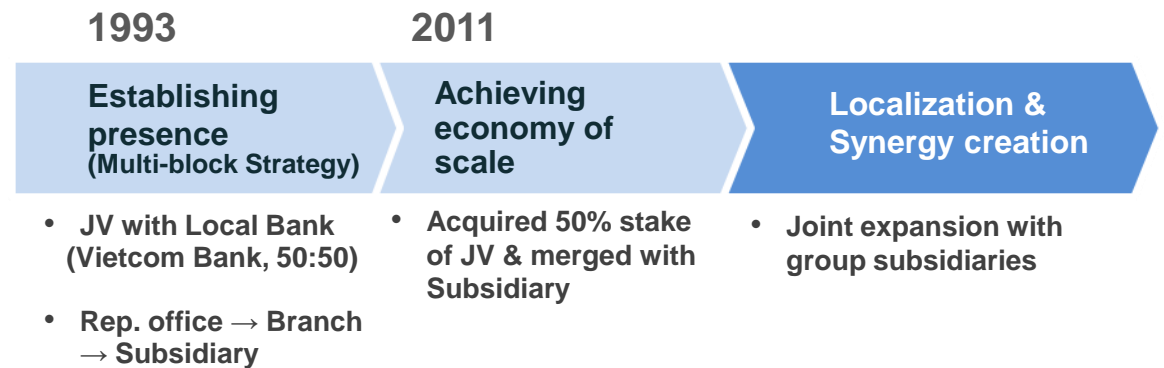 1993
Establishing
presence
(Multi-block Strategy)
• JV with Local Bank
(Vietcom Bank, 50:50)
• Rep. office → Branch
→ Subsidiary
2011
Achieving
economy of
scale
• Acquired 50% stake
of JV & merged with
Subsidiary
Localization &
Synergy creation
• Joint expansion with
group subsidiaries